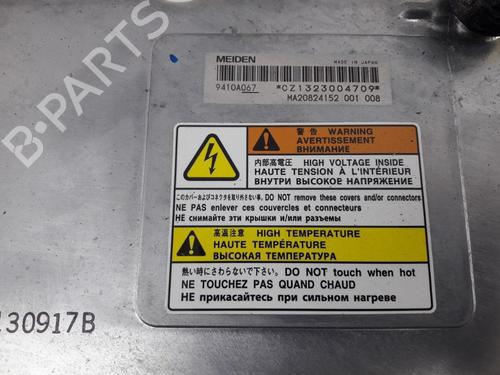 MEIDEN
MADE IN JAPAN
9410A067 *CZ1323004709*
MA20824152 001 008
警告 WARNING
AVERTISSEMENT
ВНИМАНИЕ
内部高電圧 HIGH VOLTAGE INSIDE
HAUTE TENSION À L'INTÉRIEUR
ВНУТРИ ВЫСОКОЕ НАПРЯЖЕНИЕ
このカバーおよびコネクタを取り外さない事。DO NOT remove these covers and/or connectors
NE PAS enlever ces couvercles et connecteurs
НЕ снимайте эти крышки и/или разъемы
高温注意 HIGH TEMPERATURE
HAUTE TEMPÉRATURE
ВЫСОКАЯ ТЕМПЕРАТУРА
熱い時にさわらないで下さい。DO NOT touch when hot
NE TOUCHEZ PAS QUAND CHAUD
НЕ прикасайтесь при сильном нагреве
130917B
B-PARTS